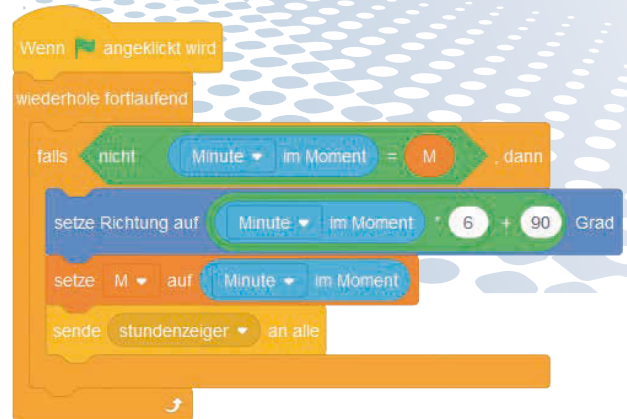 Wenn angeklickt wird
wiederhole fortlaufend
falls nicht Minute im Moment = M , dann
setze Richtung auf Minute im Moment * 6 + 90 Grad
setze M auf Minute im Moment
sende stundenzeiger an alle